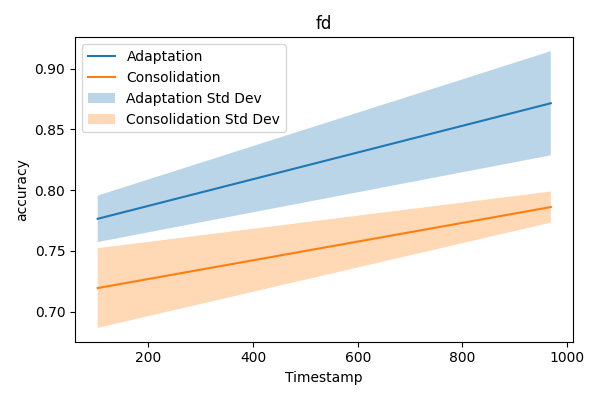 fd
Adaptation
Consolidation
Adaptation Std Dev
Consolidation Std Dev
accuracy
0.90
0.85
0.80
0.75
0.70
200
400
600
800
1000
Timestamp